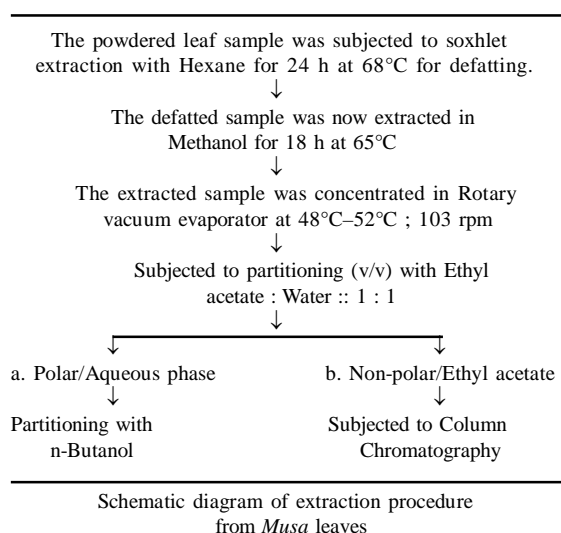 The powdered leaf sample was subjected to soxhlet
extraction with Hexane for 24 h at 68°C for defatting.
↓
The defatted sample was now extracted in
Methanol for 18 h at 65°C
↓
The extracted sample was concentrated in Rotary
vacuum evaporator at 48°C–52°C ; 103 rpm
↓
Subjected to partitioning (v/v) with Ethyl
acetate : Water :: 1 : 1
↓
↓ ↓
a. Polar/Aqueous phase b. Non-polar/Ethyl acetate
↓ ↓
Partitioning with Subjected to Column
n-Butanol Chromatography
Schematic diagram of extraction procedure
from Musa leaves